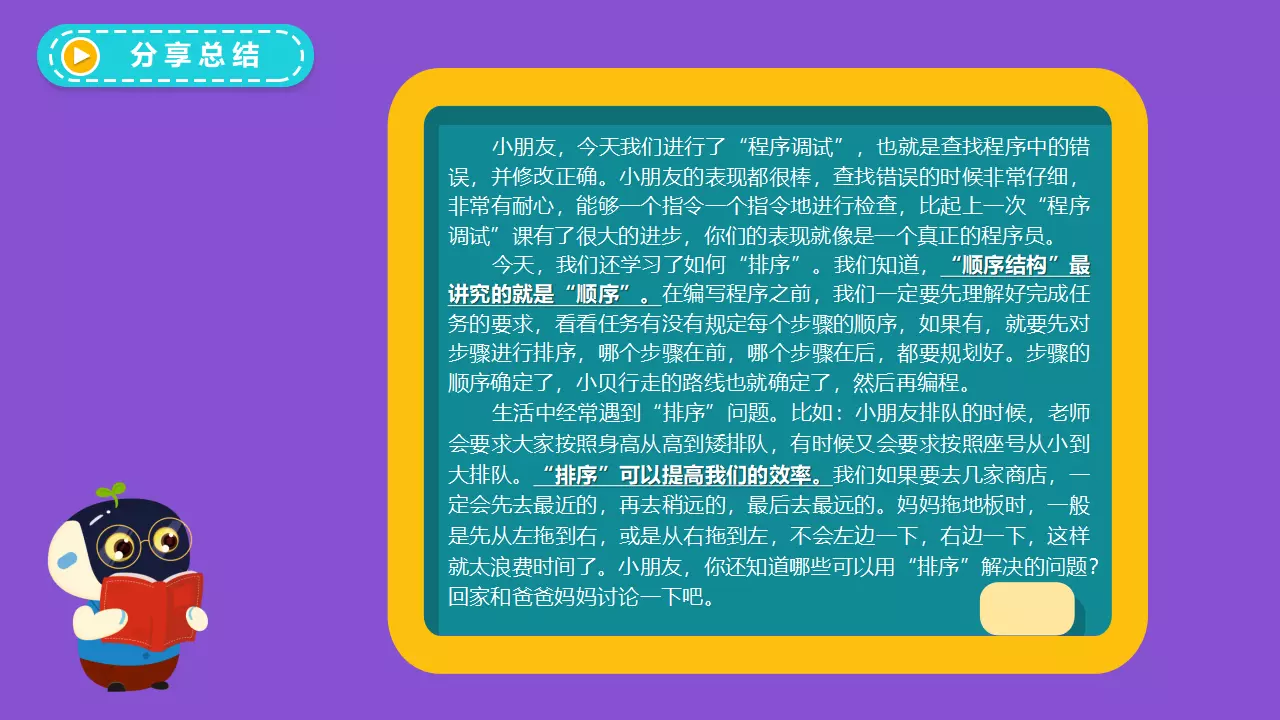 分享总结
小朋友，今天我们进行了“程序调试”，也就是查找程序中的错
误，并修改正确。小朋友的表现都很棒，查找错误的时候非常仔细，
非常有耐心，能够一个指令一个指令地进行检查，比起上一次“程序
调试”课有了很大的进步，你们的表现就像是一个真正的程序员。
今天，我们还学习了如何“排序”。我们知道，“顺序结构”最
讲究的就是“顺序”。在编写程序之前，我们一定要先理解好完成任
务的要求，看看任务有没有规定每个步骤的顺序，如果有，就要先对
步骤进行排序，哪个步骤在前，哪个步骤在后，都要规划好。步骤的
顺序确定了，小贝行走的路线也就确定了，然后再编程。
生活中经常遇到“排序”问题。比如：小朋友排队的时候，老师
会要求大家按照身高从高到矮排队，有时候又会要求按照座号从小到
大排队。“排序”可以提高我们的效率。我们如果要去几家商店，一
定会先去最近的，再去稍远的，最后去最远的。妈妈拖地板时，一般
是先从左拖到右，或是从右拖到左，不会左边一下，右边一下，这样
就太浪费时间了。小朋友，你还知道哪些可以用“排序”解决的问题？
回家和爸爸妈妈讨论一下吧。